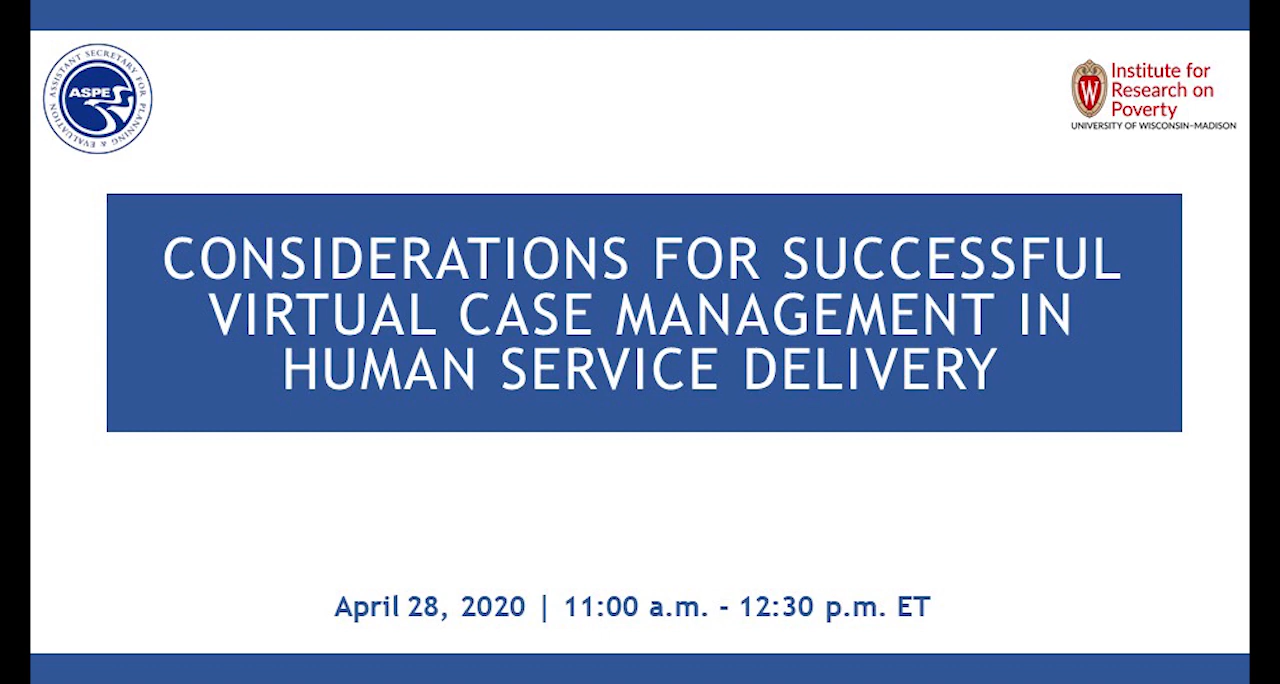 ASSISTANT SECRETARY FOR PLANNING & EVALUATION
ASPE
W
Institute for
Research on
Poverty
UNIVERSITY OF WISCONSIN–MADISON
CONSIDERATIONS FOR SUCCESSFUL
VIRTUAL CASE MANAGEMENT IN
HUMAN SERVICE DELIVERY
April 28, 2020 | 11:00 a.m. - 12:30 p.m. ET